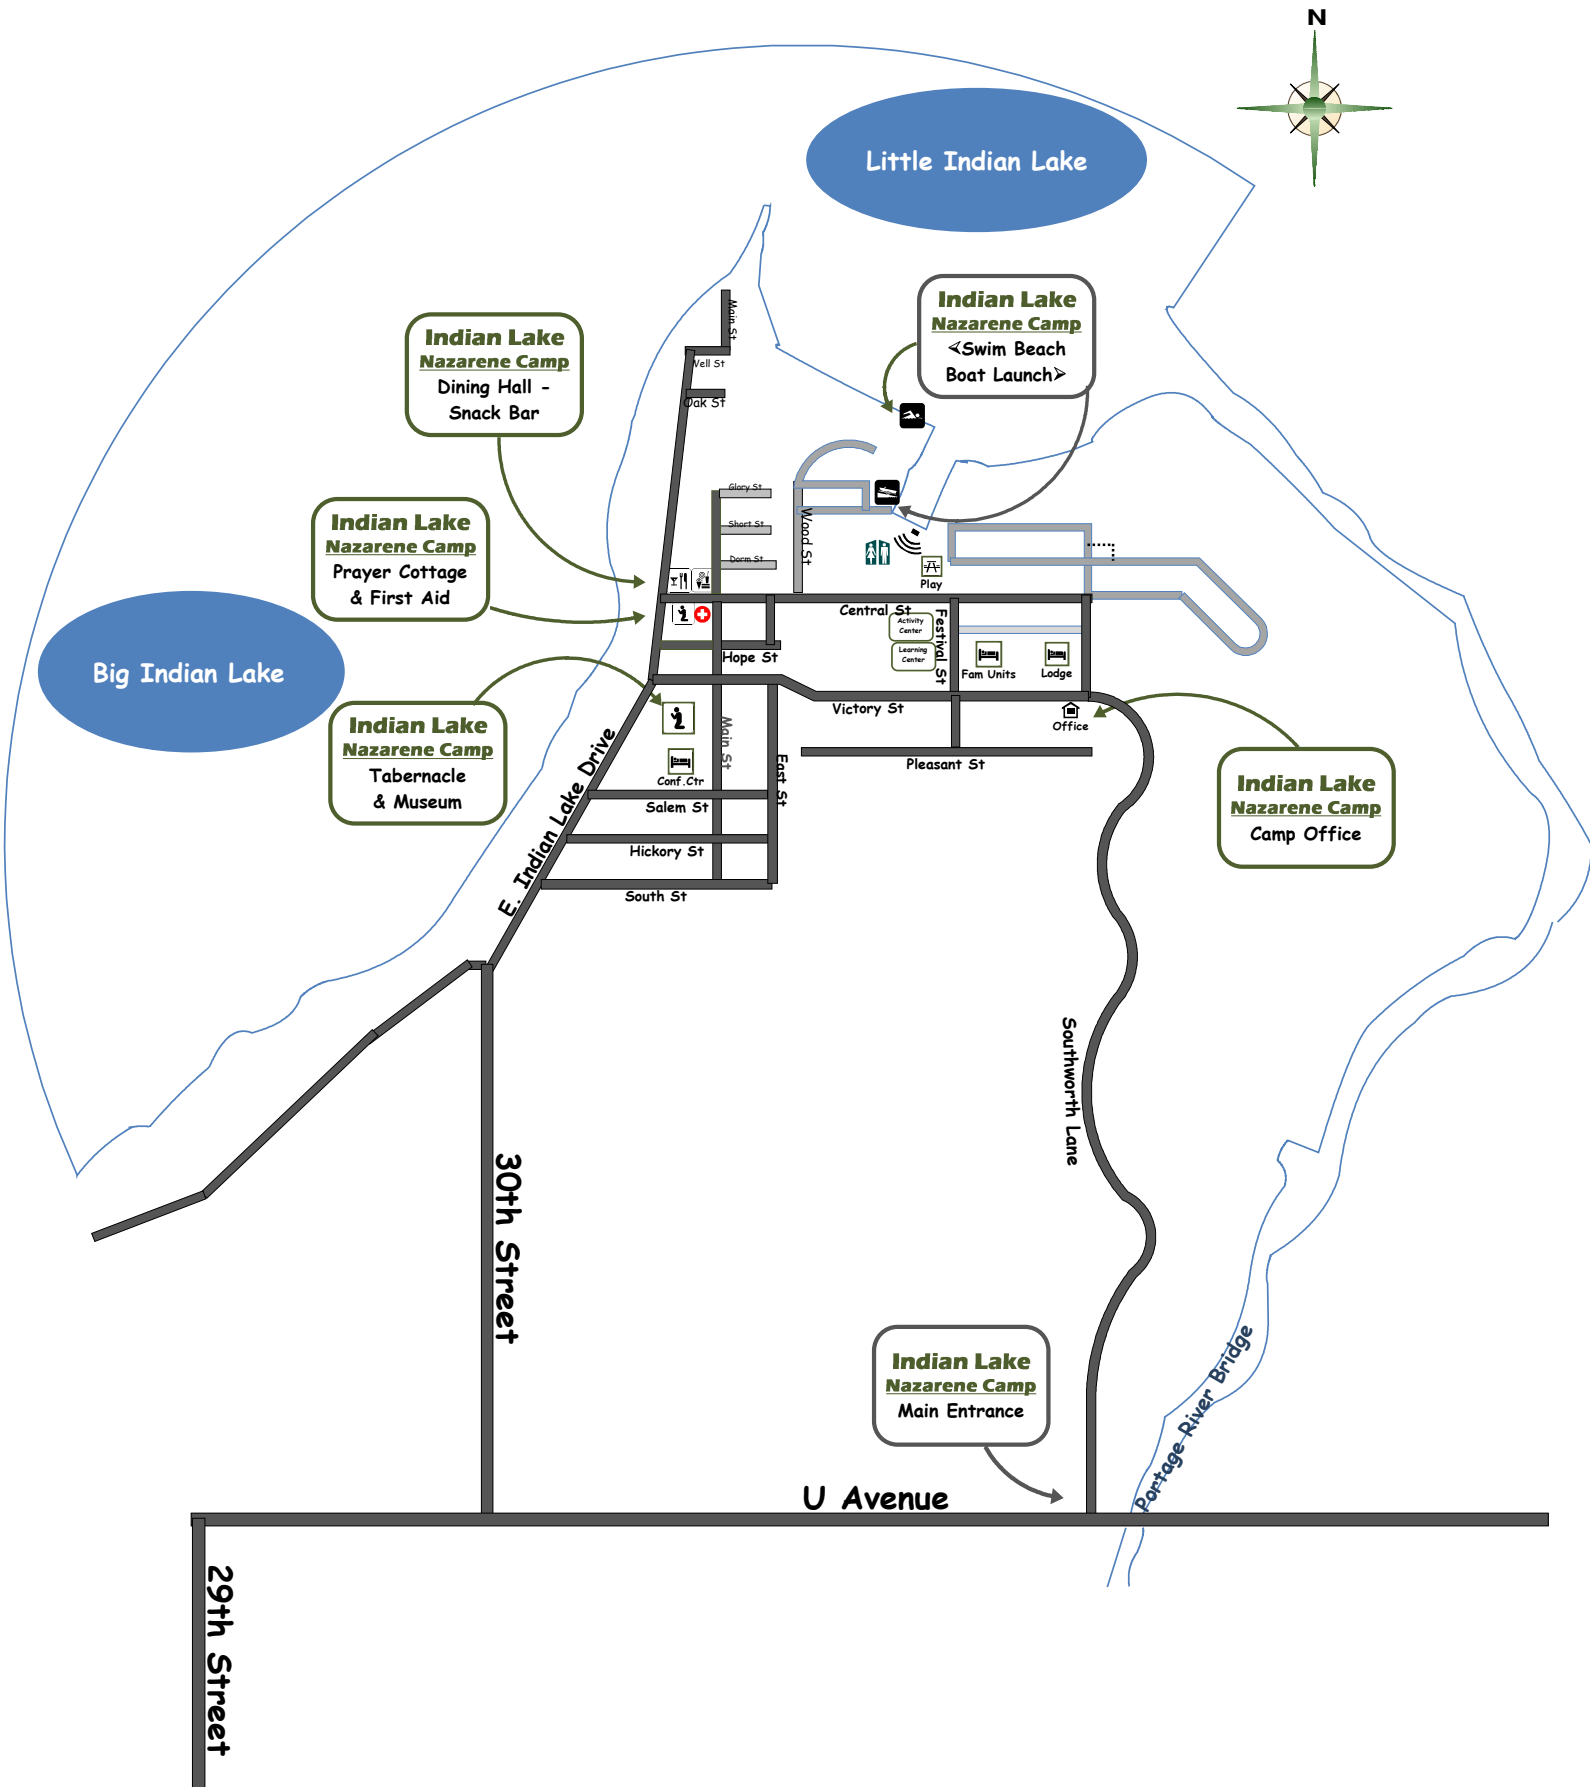 N
Little Indian Lake
Indian Lake
Nazarene Camp
<Swim Beach
Boat Launch>
Main St
Indian Lake
Nazarene Camp
Dining Hall -
Snack Bar
Well St
Oak St
Glory St
Short St
Dorm St
Wood St
Indian Lake
Nazarene Camp
Prayer Cottage
& First Aid
Play
Central St
Activity
Center
Learning
Center
Festival St
Fam Units
Lodge
Hope St
Big Indian Lake
Victory St
Office
Indian Lake
Nazarene Camp
Tabernacle
& Museum
Main St
East St
Conf.Ctr
Pleasant St
Salem St
Hickory St
South St
E. Indian Lake Drive
Indian Lake
Nazarene Camp
Camp Office
Southworth Lane
30th Street
Indian Lake
Nazarene Camp
Main Entrance
Portage River Bridge
U Avenue
29th Street